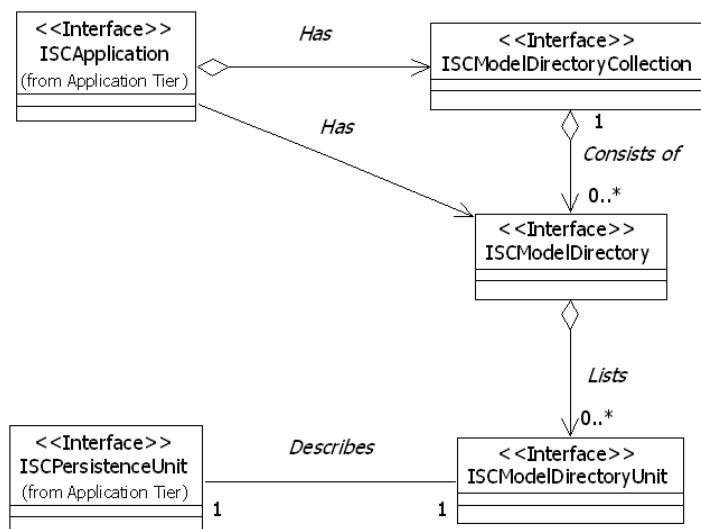 <<Interface>>
ISCApplication
(from Application Tier)
Has
<<Interface>>
ISCModelDirectoryCollection
1
Has
Consists of
0..*
<<Interface>>
ISCModelDirectory
Lists
0..*
<<Interface>>
ISCPersistenceUnit
(from Application Tier)
1
Describes
1
<<Interface>>
ISCModelDirectoryUnit